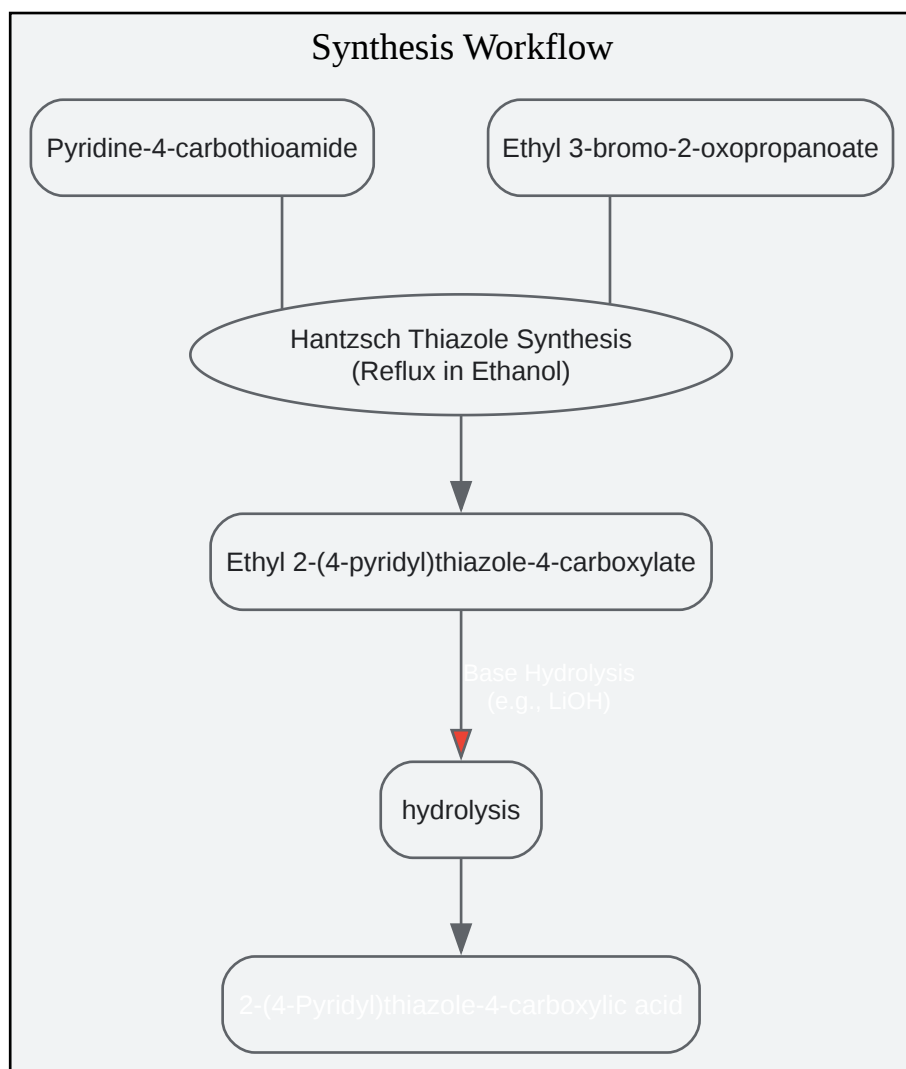 Synthesis Workflow
Pyridine-4-carbothioamide
Ethyl 3-bromo-2-oxopropanoate
Hantzsch Thiazole Synthesis
(Reflux in Ethanol)
Ethyl 2-(4-pyridyl)thiazole-4-carboxylate
Base Hydrolysis
(e.g., LiOH)
hydrolysis
2-(4-Pyridyl)thiazole-4-carboxylic acid